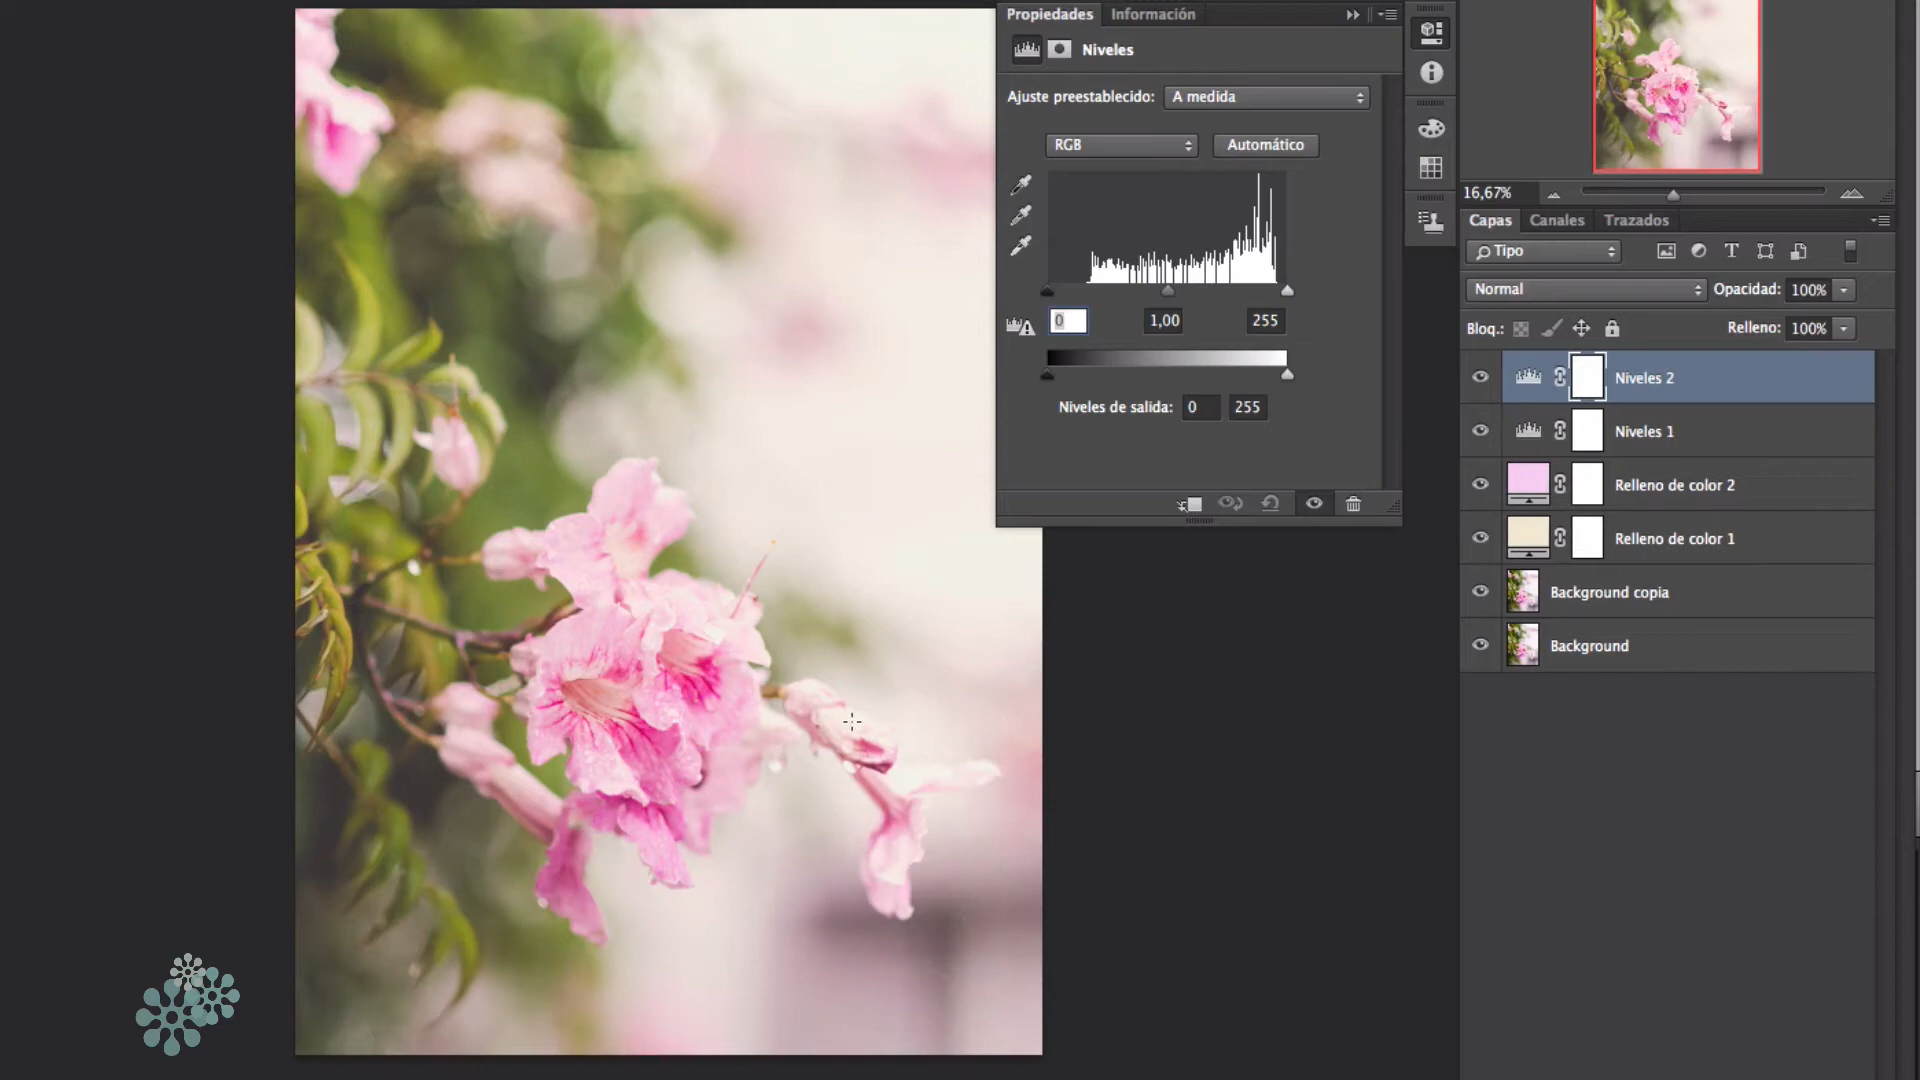 Propiedades Información
Niveles
Ajuste preestablecido: A medida
RGB Automático
0 1,00 255
Niveles de salida: 0 255
16,67%
Capas Canales Trazados
Tipo
Normal Opacidad: 100%
Bloq.: Relleno: 100%
Niveles 2
Niveles 1
Relleno de color 2
Relleno de color 1
Background copia
Background